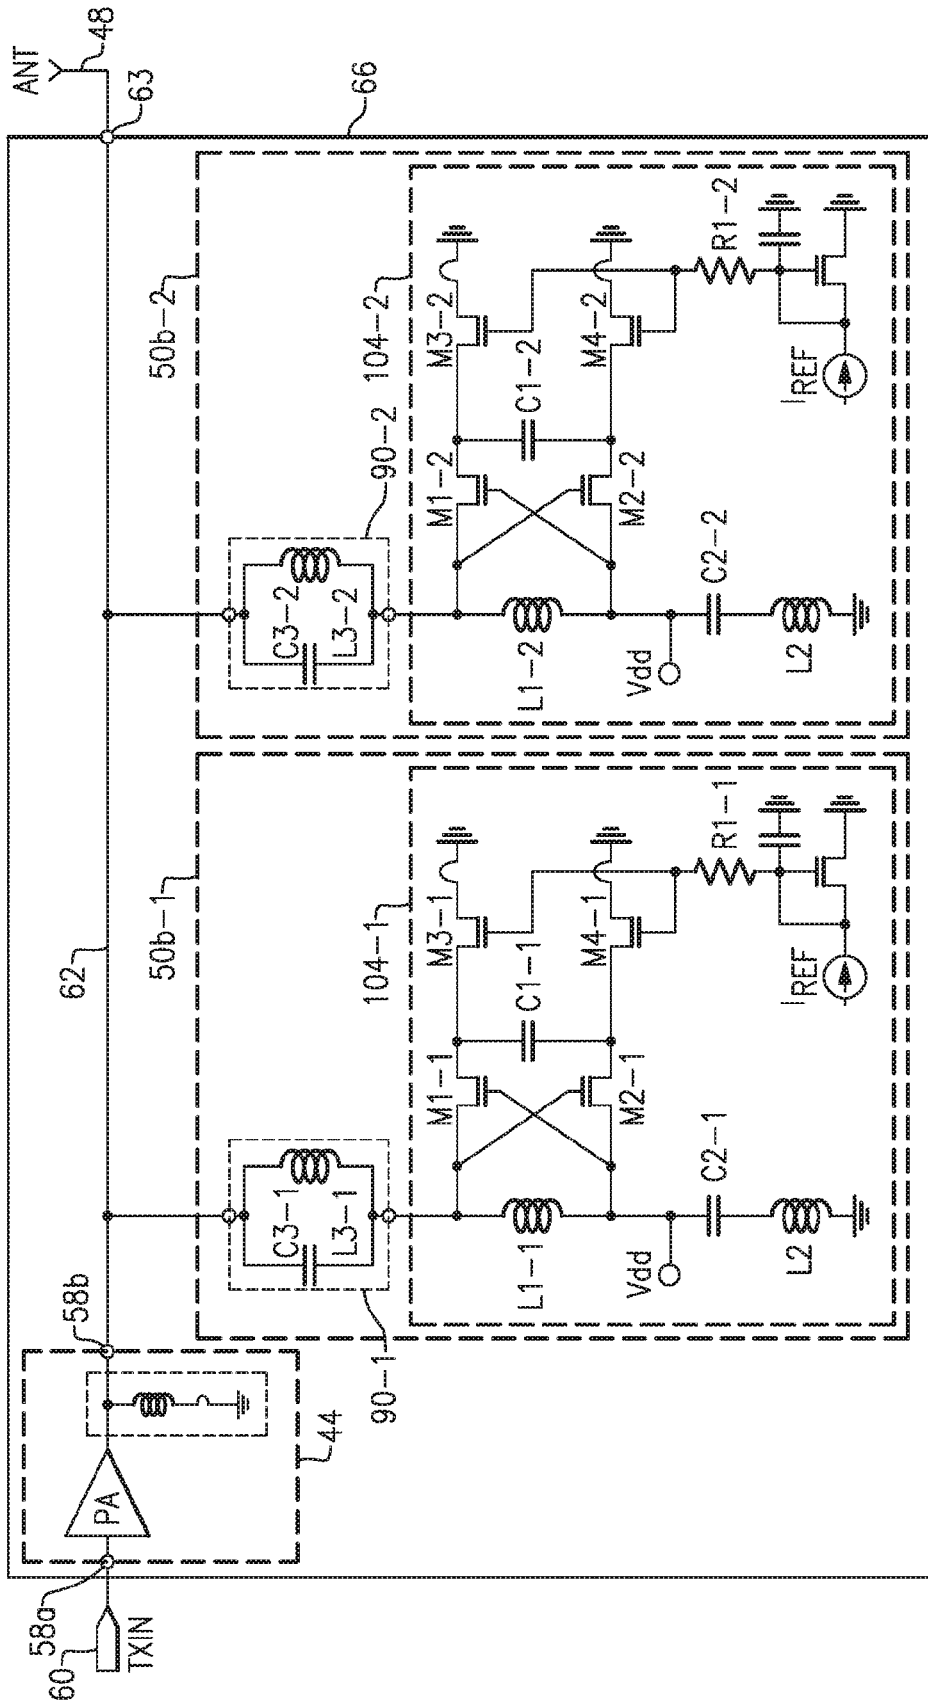 60
TXIN
58a
PA
44
58b
62
ANT
48
63
66
50b-1
90-1
C3-1
L3-1
104-1
L1-1
M1-1
M2-1
C1-1
M3-1
M4-1
R1-1
Vdd
C2-1
L2
IREF
50b-2
90-2
C3-2
L3-2
104-2
L1-2
M1-2
M2-2
C1-2
M3-2
M4-2
R1-2
Vdd
C2-2
L2
IREF